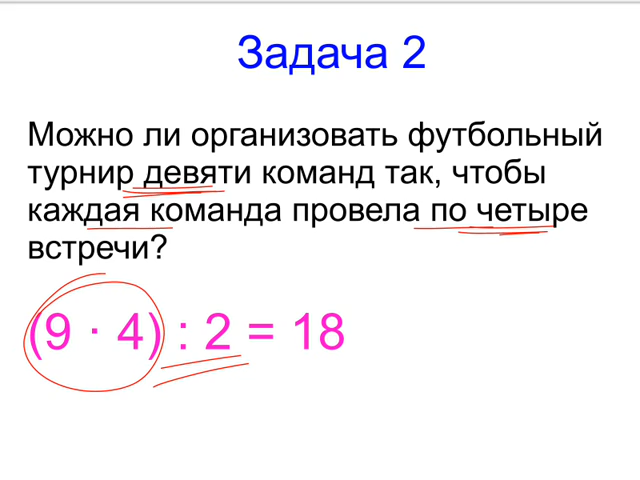 Задача 2
Можно ли организовать футбольный
турнир девяти команд так, чтобы
каждая команда провела по четыре
встречи?
(9 · 4) : 2 = 18